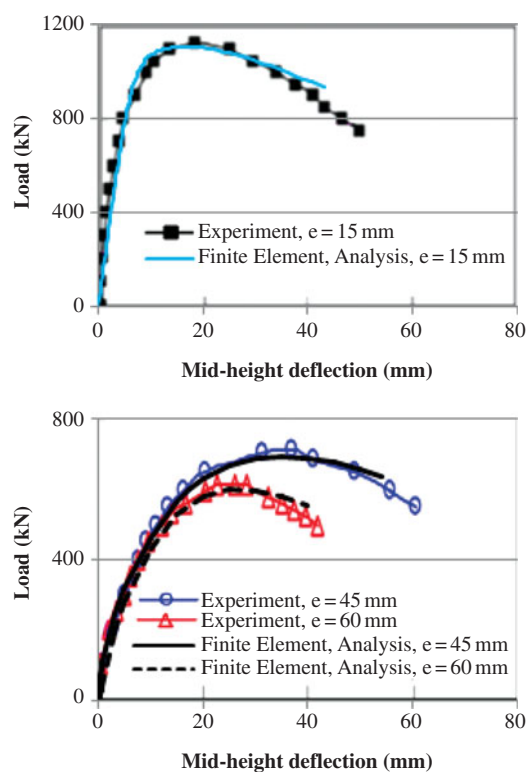 1200
800
400
0
Load (kN)
Experiment, e = 15 mm
Finite Element, Analysis, e = 15 mm
0 20 40 60 80
Mid-height deflection (mm)
800
400
0
Load (kN)
Experiment, e = 45 mm
Experiment, e = 60 mm
Finite Element, Analysis, e = 45 mm
Finite Element, Analysis, e = 60 mm
0 20 40 60 80
Mid-height deflection (mm)